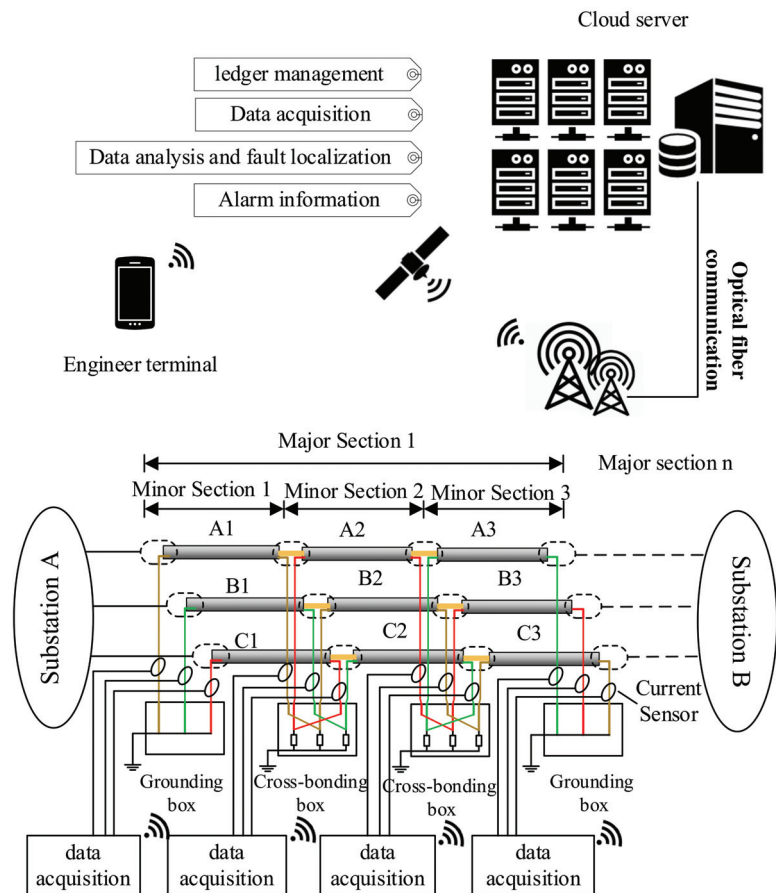 Cloud server
ledger management
Data acquisition
Data analysis and fault localization
Alarm information
Optical fiber
communication
Engineer terminal
Major Section 1
Major section n
Minor Section 1
Minor Section 2
Minor Section 3
Substation A
A1
A2
A3
B1
B2
B3
C1
C2
C3
Substation B
Current
Sensor
Grounding
box
Cross-bonding
box
Cross-bonding
box
Grounding
box
data
acquisition
data
acquisition
data
acquisition
data
acquisition